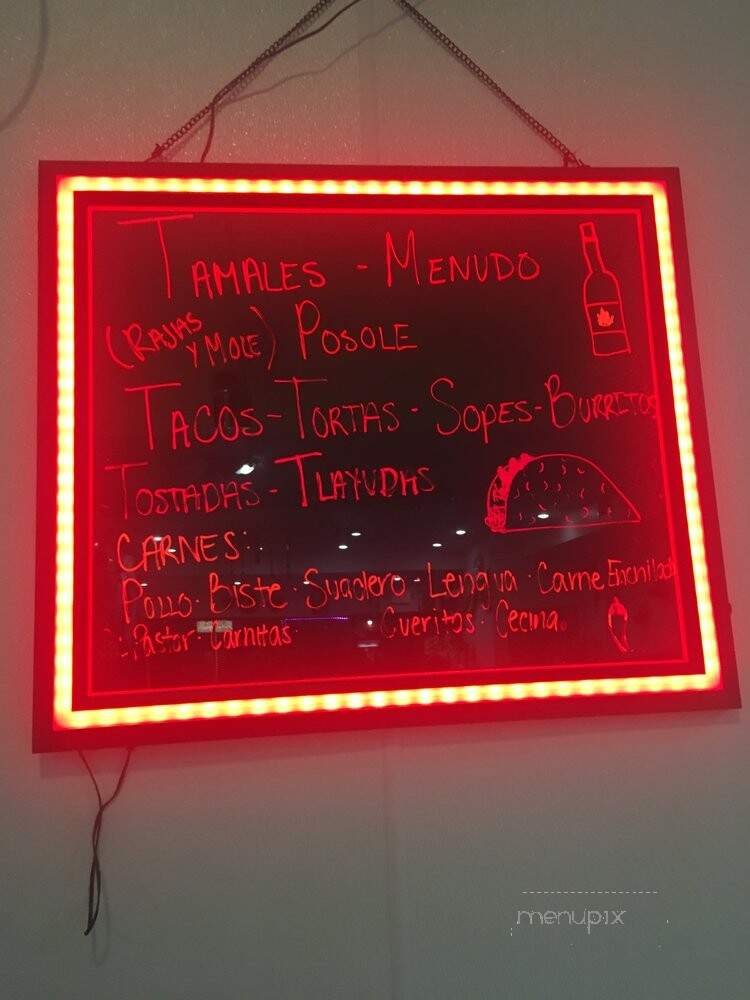 TAMALES - MENUDO
(RAJAS Y MOLE) POSOLE
TACOS - TORTAS - SOPES - BURRITOS
TOSTADAS - TLAYUDAS
CARNES:
Pollo · Biste · Suadero · Lengua · Carne Enchilada
Pastor · Carnitas · Cueritos · Cecina
menupix